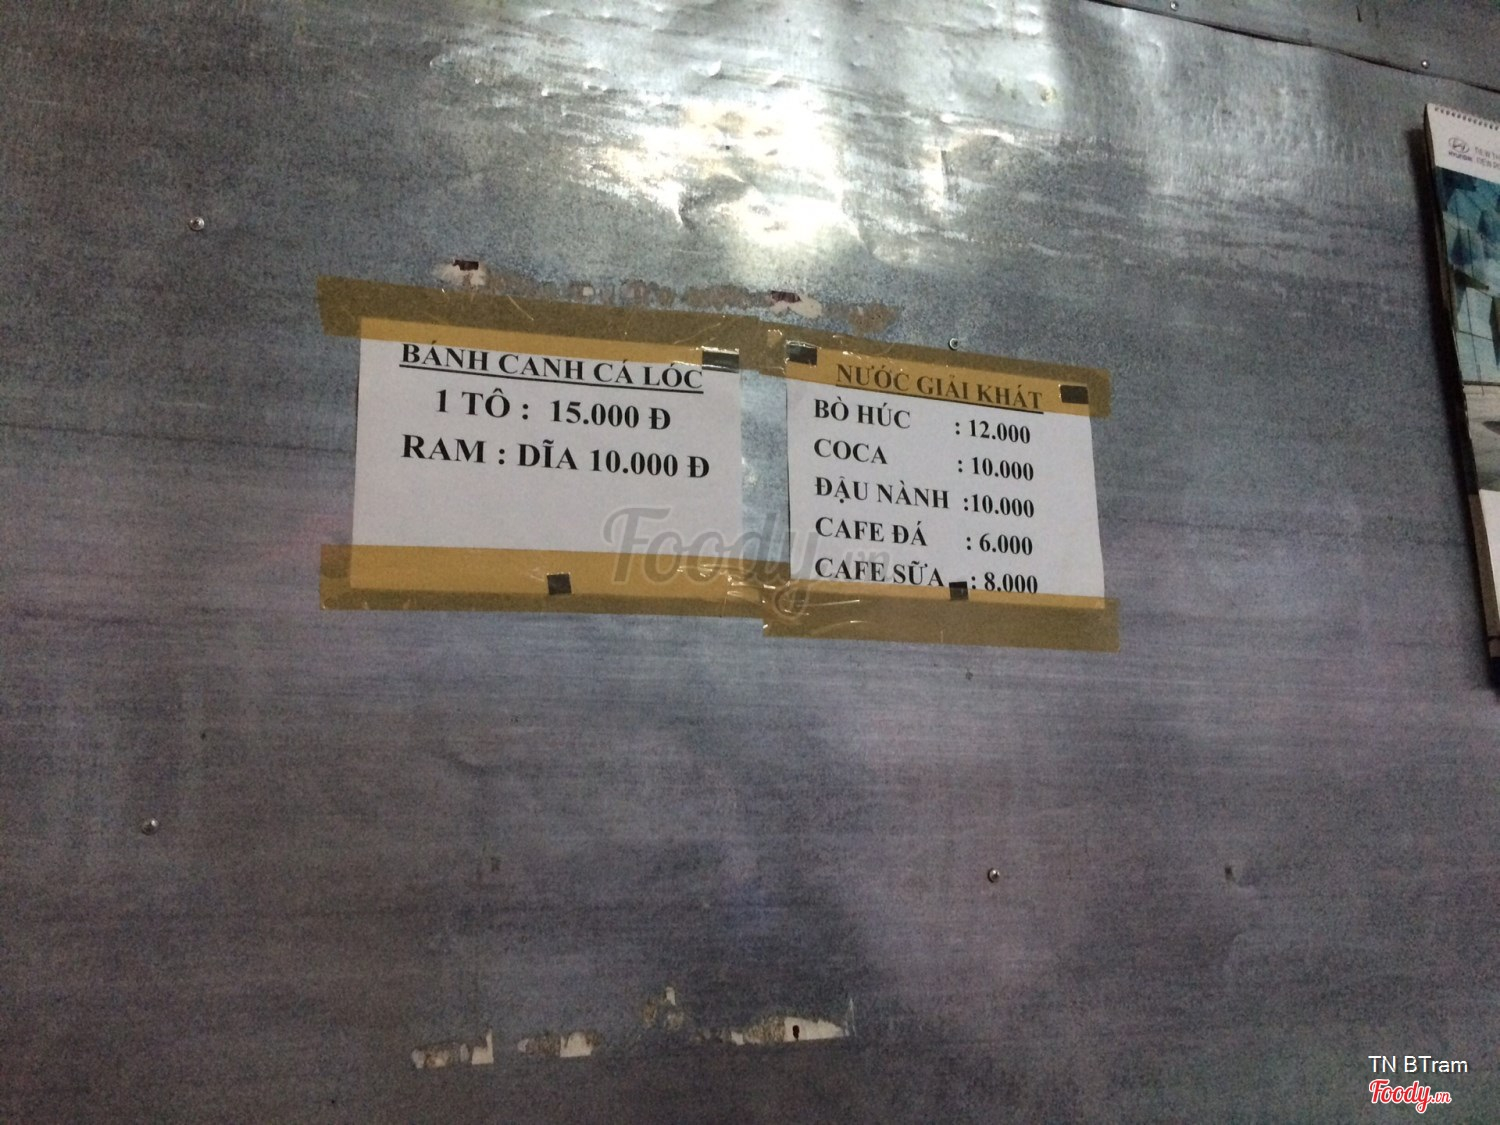 BÁNH CANH CÁ LÓC
1 TÔ : 15.000 Đ
RAM : DĨA 10.000 Đ
NƯỚC GIẢI KHÁT
BÒ HÚC : 12.000
COCA : 10.000
ĐẬU NÀNH :10.000
CAFE ĐÁ : 6.000
CAFE SỮA : 8.000
Foody.vn
HYUNDAI
TN BTram
Foody.vn